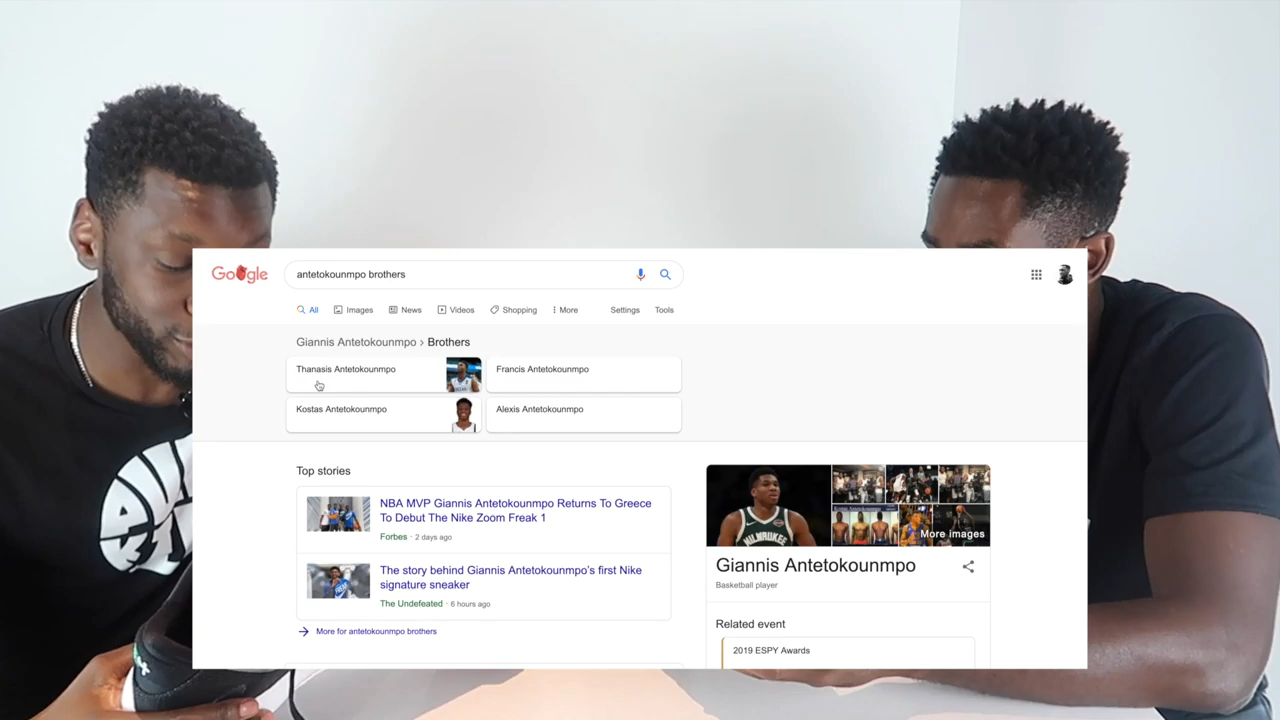 Google
antetokounmpo brothers
All
Images
News
Videos
Shopping
More
Settings
Tools
Giannis Antetokounmpo › Brothers
Thanasis Antetokounmpo
Francis Antetokounmpo
Kostas Antetokounmpo
Alexis Antetokounmpo
Top stories
NBA MVP Giannis Antetokounmpo Returns To Greece
To Debut The Nike Zoom Freak 1
Forbes · 2 days ago
The story behind Giannis Antetokounmpo's first Nike
signature sneaker
The Undefeated · 6 hours ago
More for antetokounmpo brothers
MILWAUKEE
More images
Giannis Antetokounmpo
Basketball player
Related event
2019 ESPY Awards